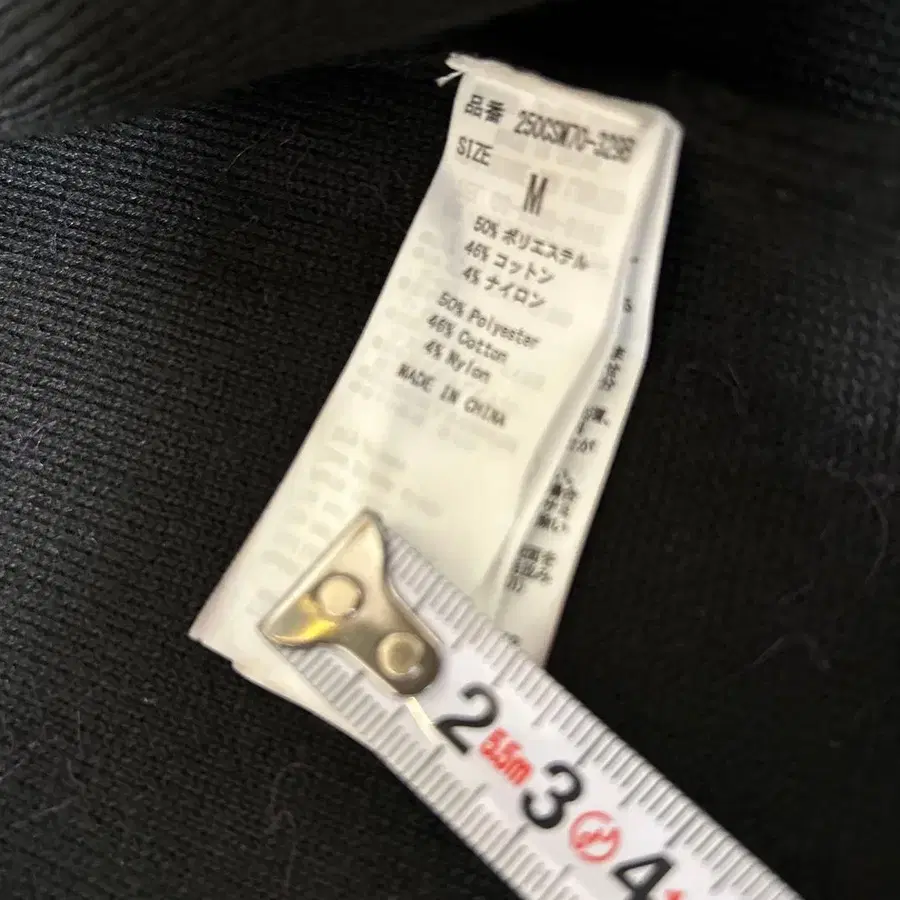 品番 250CSW70-329B
SIZE
M
50% ポリエステル
46% コットン
4% ナイロン
50% Polyester
46% Cotton
4% Nylon
MADE IN CHINA
2
5.5m
3
4